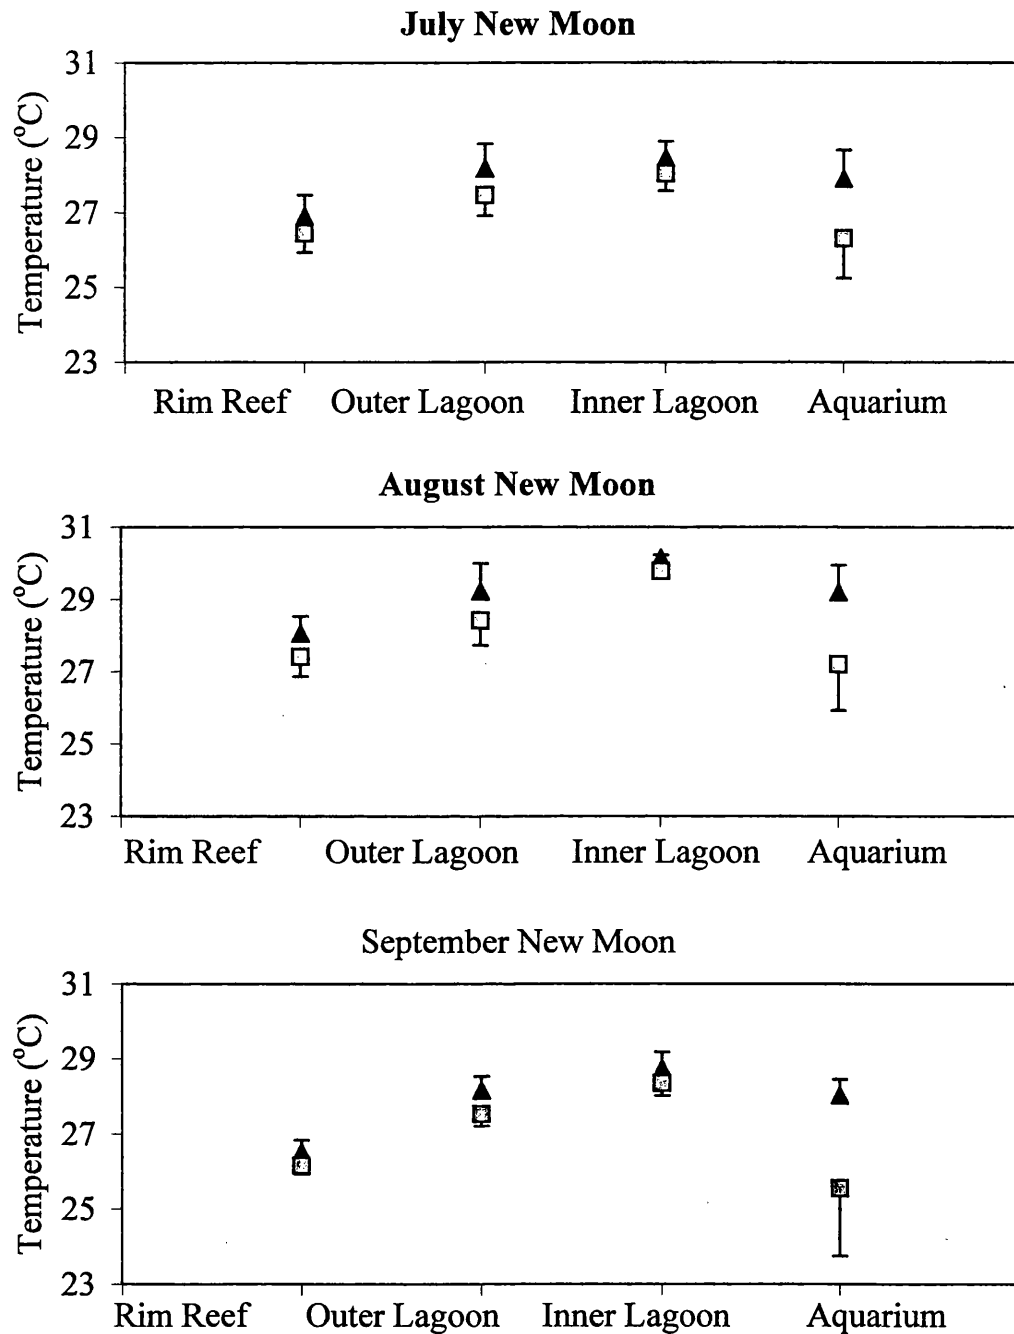 July New Moon
31
29
27
25
23
Temperature (°C)
Rim Reef Outer Lagoon Inner Lagoon Aquarium
August New Moon
31
29
27
25
23
Temperature (°C)
Rim Reef Outer Lagoon Inner Lagoon Aquarium
September New Moon
31
29
27
25
23
Temperature (°C)
Rim Reef Outer Lagoon Inner Lagoon Aquarium